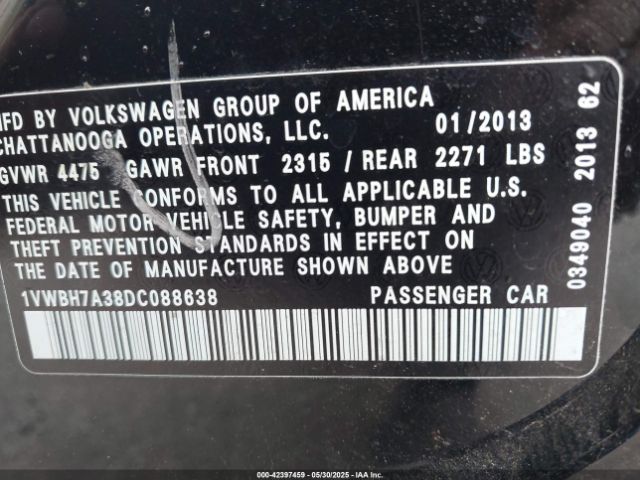 MFD BY VOLKSWAGEN GROUP OF AMERICA
CHATTANOOGA OPERATIONS, LLC. 01/2013
GVWR 4475 GAWR FRONT 2315 / REAR 2271 LBS
THIS VEHICLE CONFORMS TO ALL APPLICABLE U.S.
FEDERAL MOTOR VEHICLE SAFETY, BUMPER AND
THEFT PREVENTION STANDARDS IN EFFECT ON
THE DATE OF MANUFACTURE SHOWN ABOVE
1VWBH7A38DC088638 PASSENGER CAR
0349040 2013 62
000-42397459 - 05/30/2025 - IAA Corp.